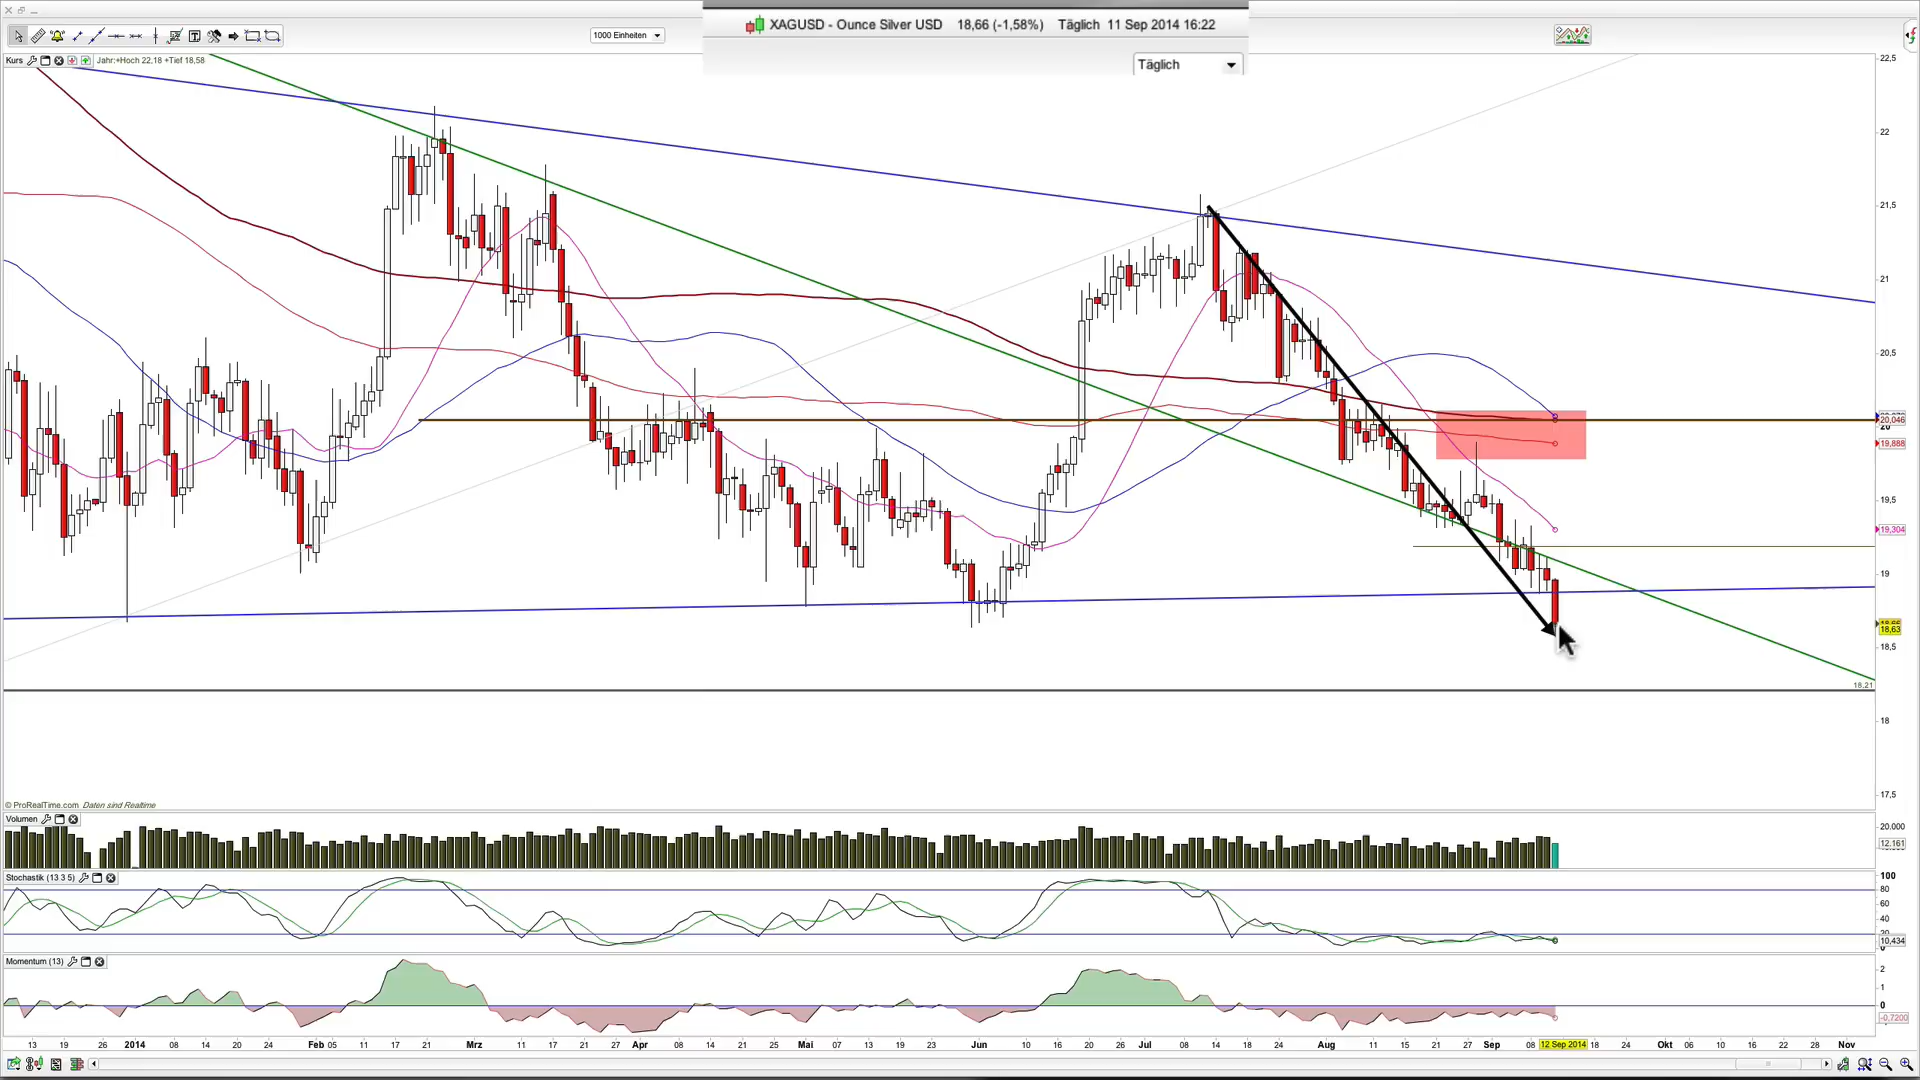 XAGUSD - Ounce Silver USD 18,66 (-1,58%) Täglich 11 Sep 2014 16:22
1000 Einheiten
Täglich
Kurs
Jahr:+Hoch 22,18 +Tief 18,58
22,5
22
21,5
21
20,5
20,046
20
19,888
19,5
19,304
19
18,63
18,5
18,21
18
17,5
© ProRealTime.com Daten sind Realtime
Volumen
20.000
12.161
Stochastik (13 3 5)
100
80
60
40
20
10,434
0
Momentum (13)
2
1
0
-0,7200
13 19 26 2014 08 14 20 24 Feb 05 11 17 21 Mrz 11 17 27 Apr 08 14 21 25 Mai 07 13 19 23 Jun 10 16 20 26 Jul 08 14 18 24 Aug 11 15 21 27 Sep 08 12 Sep 2014 18 24 Okt 06 10 16 22 28 Nov